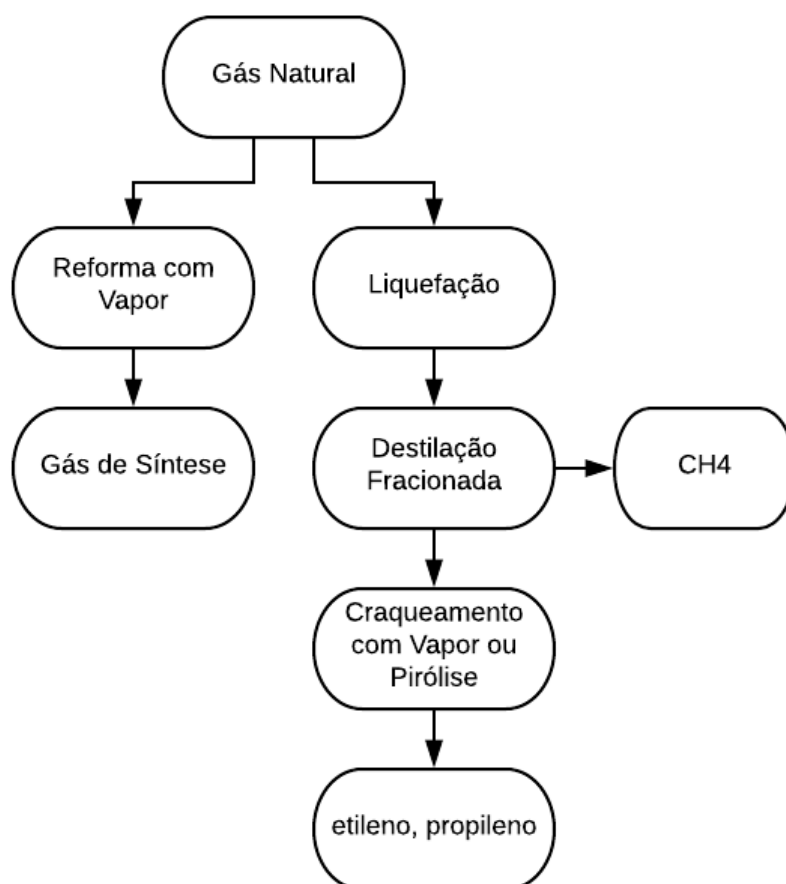 Gás Natural
Reforma com
Vapor
Liquefação
Gás de Síntese
Destilação
Fracionada
CH4
Craqueamento
com Vapor ou
Pirólise
etileno, propileno